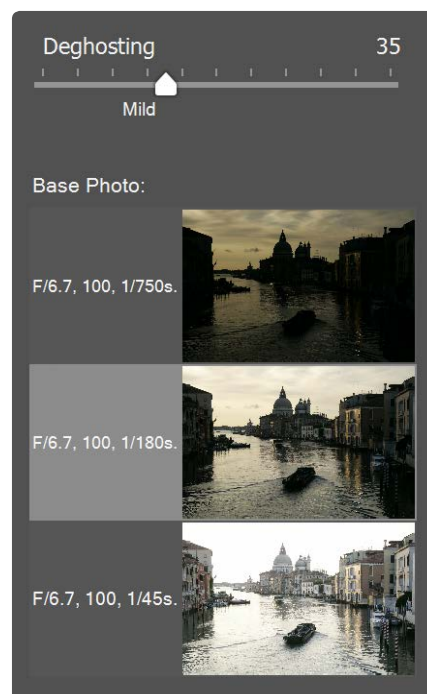 Deghosting 35
Mild
Base Photo:
F/6.7, 100, 1/750s.
F/6.7, 100, 1/180s.
F/6.7, 100, 1/45s.